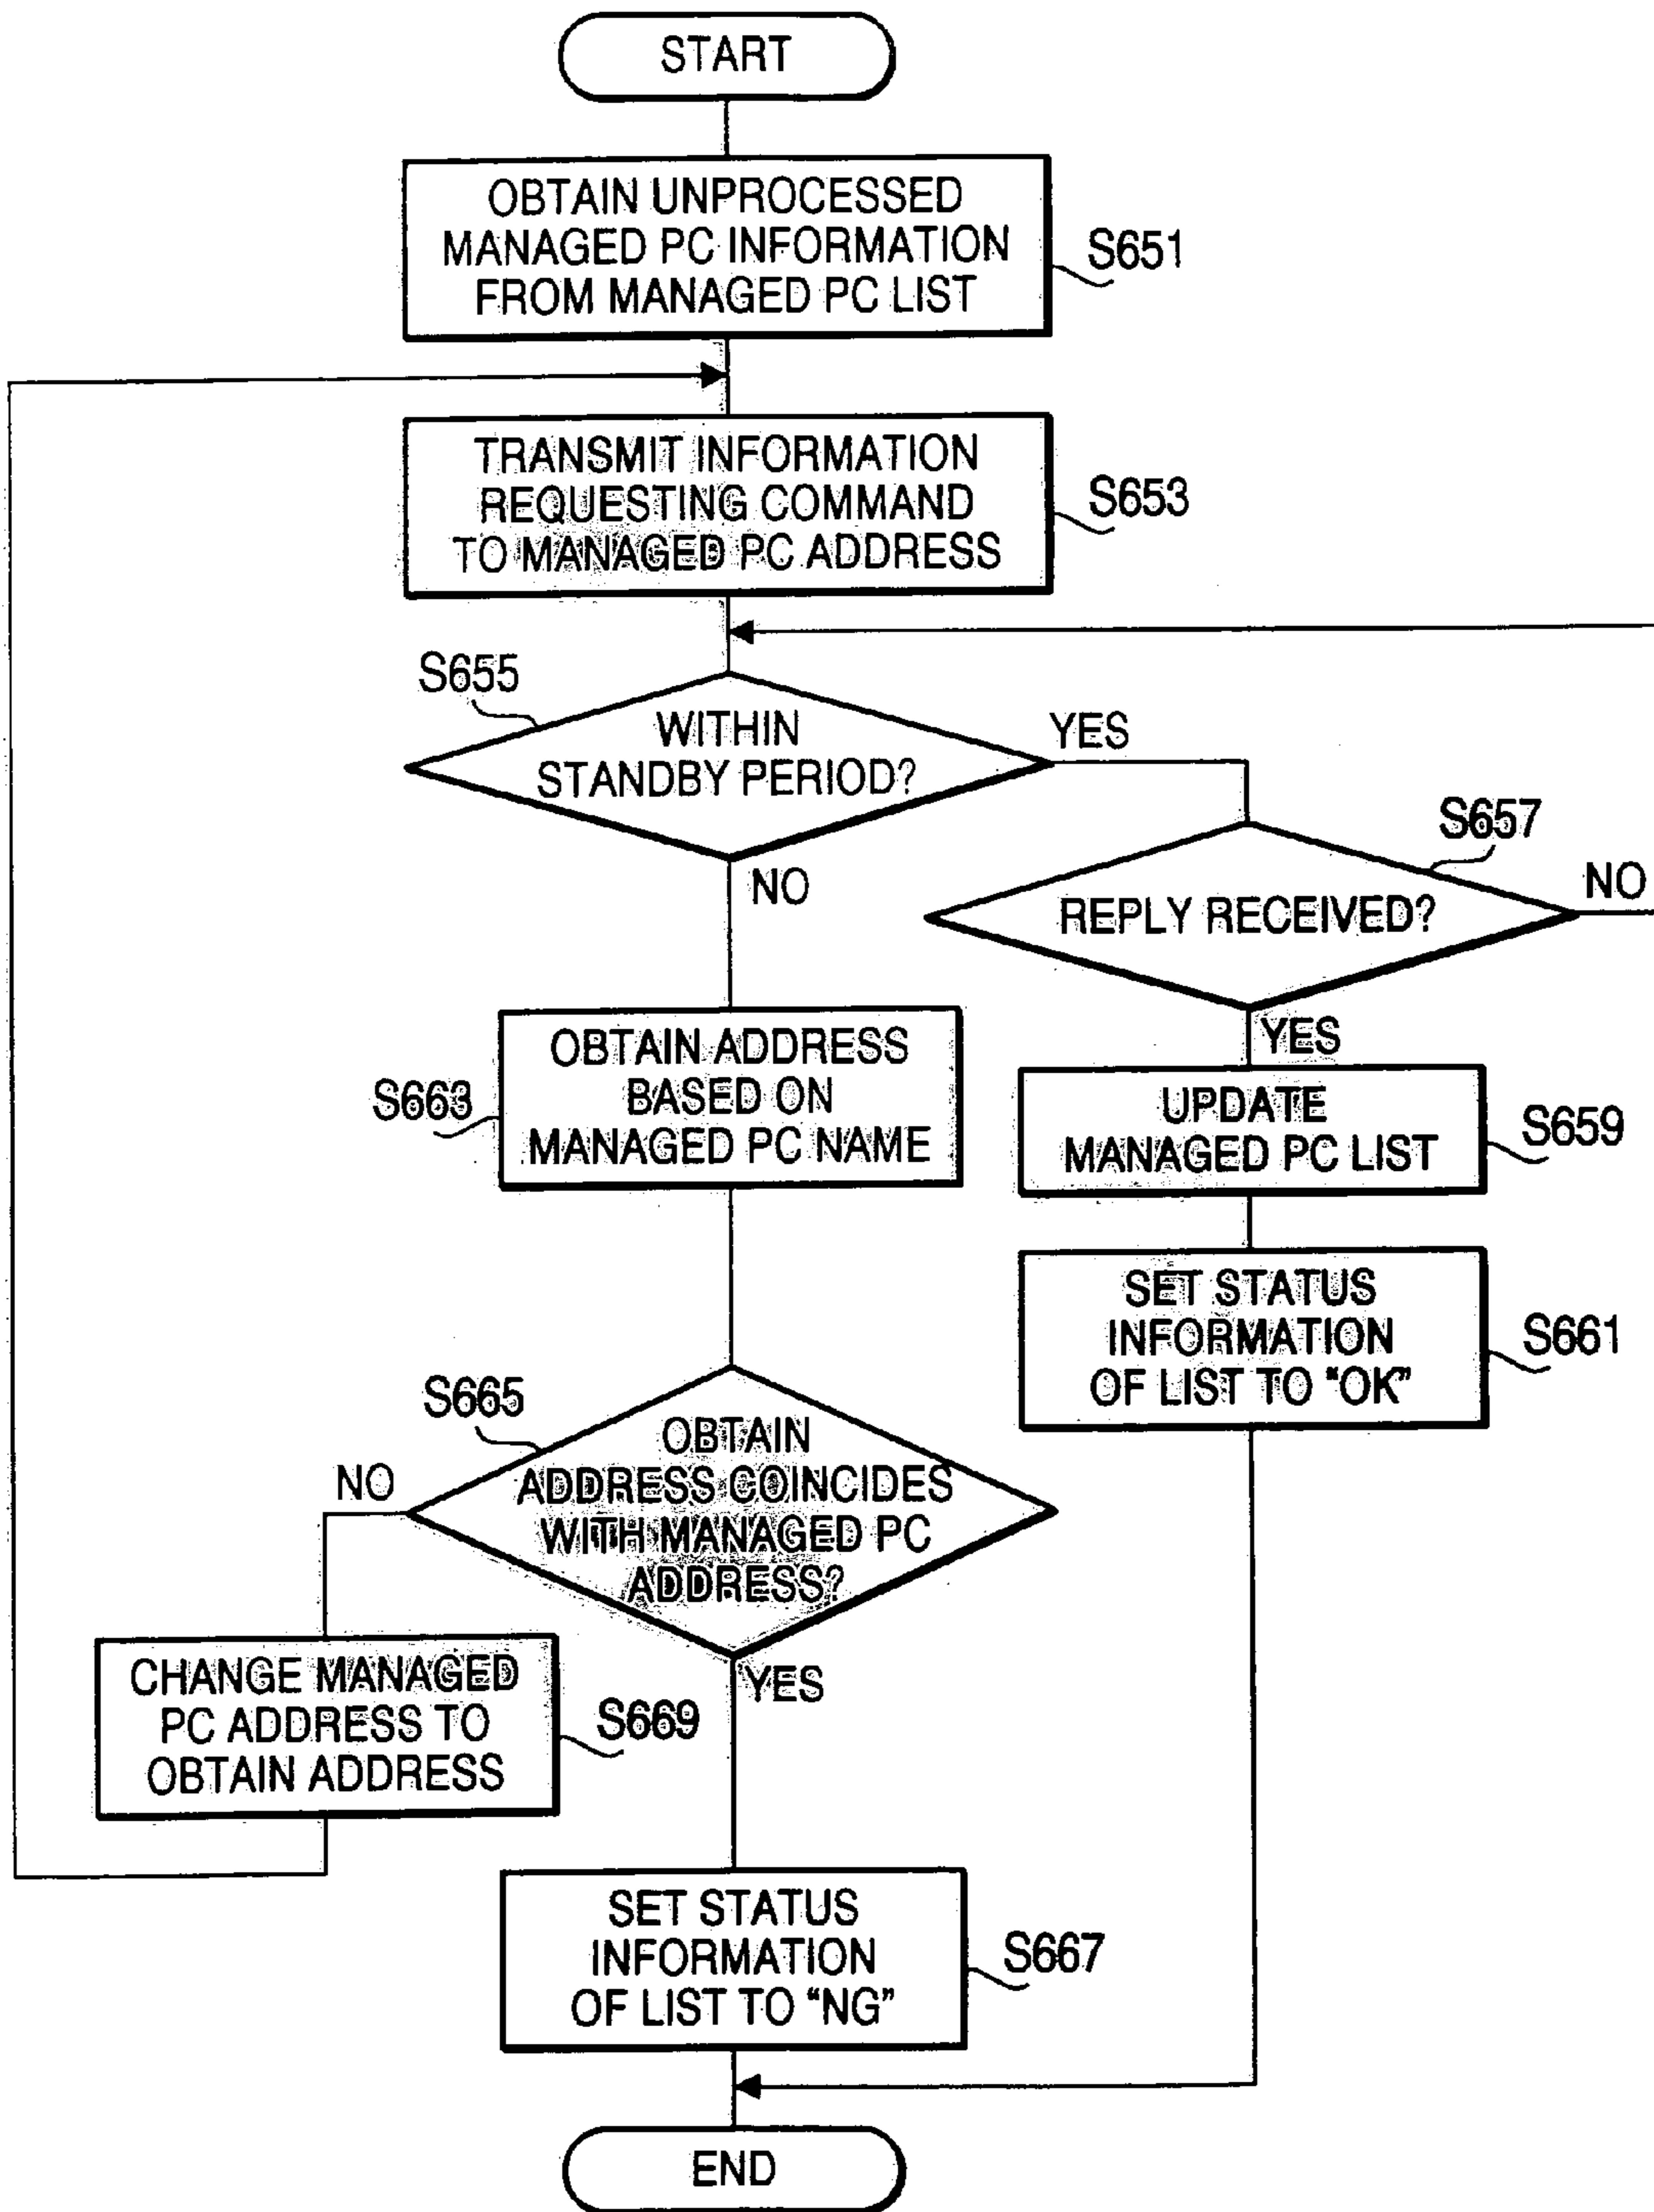 START
OBTAIN UNPROCESSED
MANAGED PC INFORMATION
FROM MANAGED PC LIST
S651
TRANSMIT INFORMATION
REQUESTING COMMAND
TO MANAGED PC ADDRESS
S653
S655
WITHIN
STANDBY PERIOD?
YES
NO
S657
REPLY RECEIVED?
NO
YES
OBTAIN ADDRESS
BASED ON
MANAGED PC NAME
S663
UPDATE
MANAGED PC LIST
S659
SET STATUS
INFORMATION
OF LIST TO "OK"
S661
S665
OBTAIN
ADDRESS COINCIDES
WITH MANAGED PC
ADDRESS?
NO
YES
CHANGE MANAGED
PC ADDRESS TO
OBTAIN ADDRESS
S669
SET STATUS
INFORMATION
OF LIST TO "NG"
S667
END